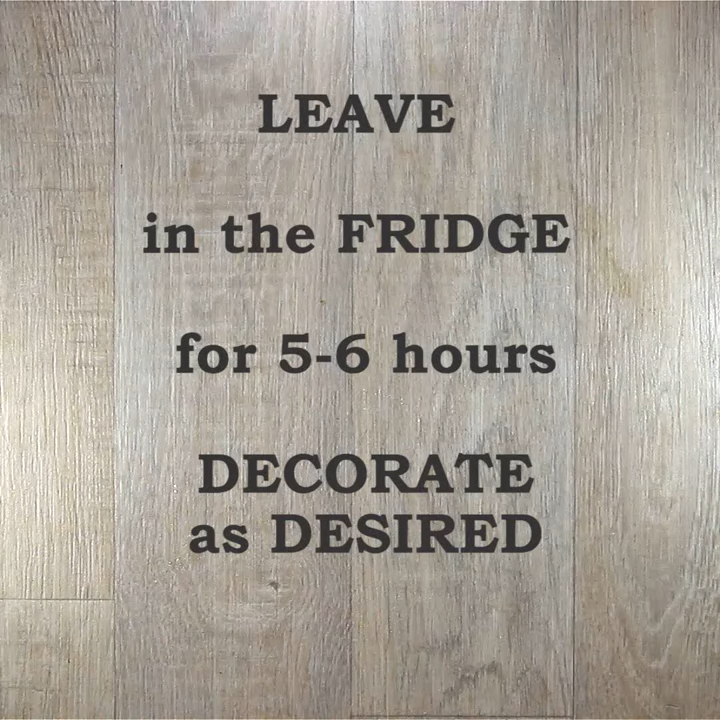 LEAVE
in the FRIDGE
for 5-6 hours
DECORATE
as DESIRED